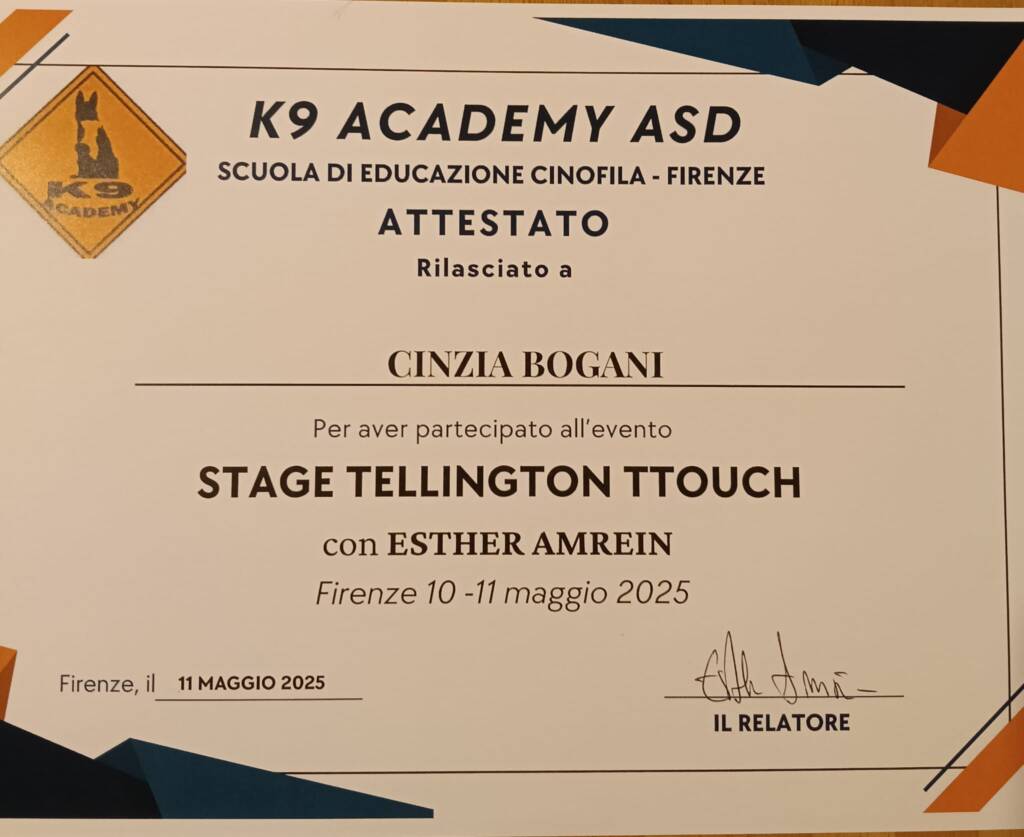 K9 ACADEMY ASD
SCUOLA DI EDUCAZIONE CINOFILA - FIRENZE
K9
ACADEMY
ATTESTATO
Rilasciato a
CINZIA BOGANI
Per aver partecipato all'evento
STAGE TELLINGTON TTOUCH
con ESTHER AMREIN
Firenze 10 -11 maggio 2025
Firenze, il 11 MAGGIO 2025
IL RELATORE